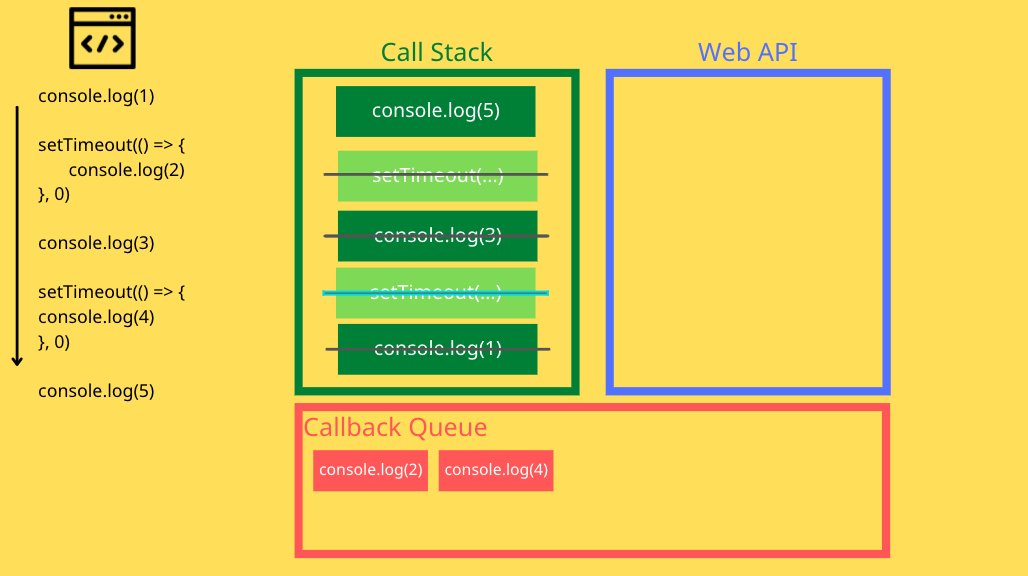 </>
console.log(1)
setTimeout(() => {
console.log(2)
}, 0)
console.log(3)
setTimeout(() => {
console.log(4)
}, 0)
console.log(5)
Call Stack
console.log(5)
setTimeout(...)
console.log(3)
setTimeout(...)
console.log(1)
Web API
Callback Queue
console.log(2)
console.log(4)